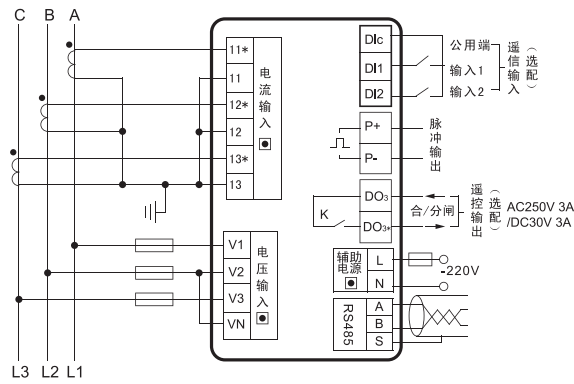 C B A
11*
11
12*
12
13*
13
电流输入
V1
V2
V3
VN
电压输入
L3 L2 L1
DIc
DI1
DI2
公用端
输入1
输入2
遥信输入
（选配）
P+
P-
脉冲输出
DO3
DO3*
K
合/分闸
遥控输出
（选配）
AC250V 3A
/DC30V 3A
辅助电源
L
N
-220V
RS485
A
B
S